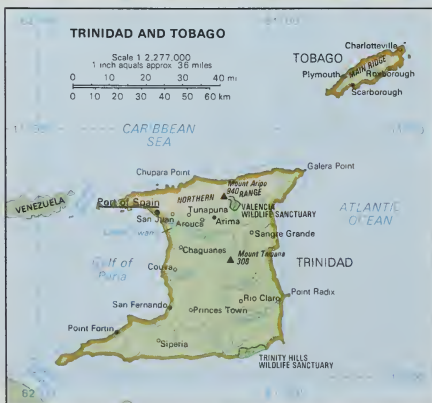 TRINIDAD AND TOBAGO
Scale 1 2,277,000
1 inch equals approx 36 miles
0 10 20 30 40 mi
0 10 20 30 40 50 60 km
TOBAGO
Charlotteville
MAIN RIDGE
Plymouth
Roxborough
Scarborough
CARIBBEAN
SEA
Galera Point
Chupara Point
Mount Aripo
940
NORTHERN RANGE
VENEZUELA
Port of Spain
VALENCIA
WILDLIFE SANCTUARY
ATLANTIC
OCEAN
San Juan
Tunapuna
Arouca
Arima
Sangre Grande
Chaguanas
Gulf of
Paria
Mount Tamana
308
TRINIDAD
Couva
Point Radix
Rio Claro
San Fernando
Princes Town
Point Fortin
Siparia
TRINITY HILLS
WILDLIFE SANCTUARY
62